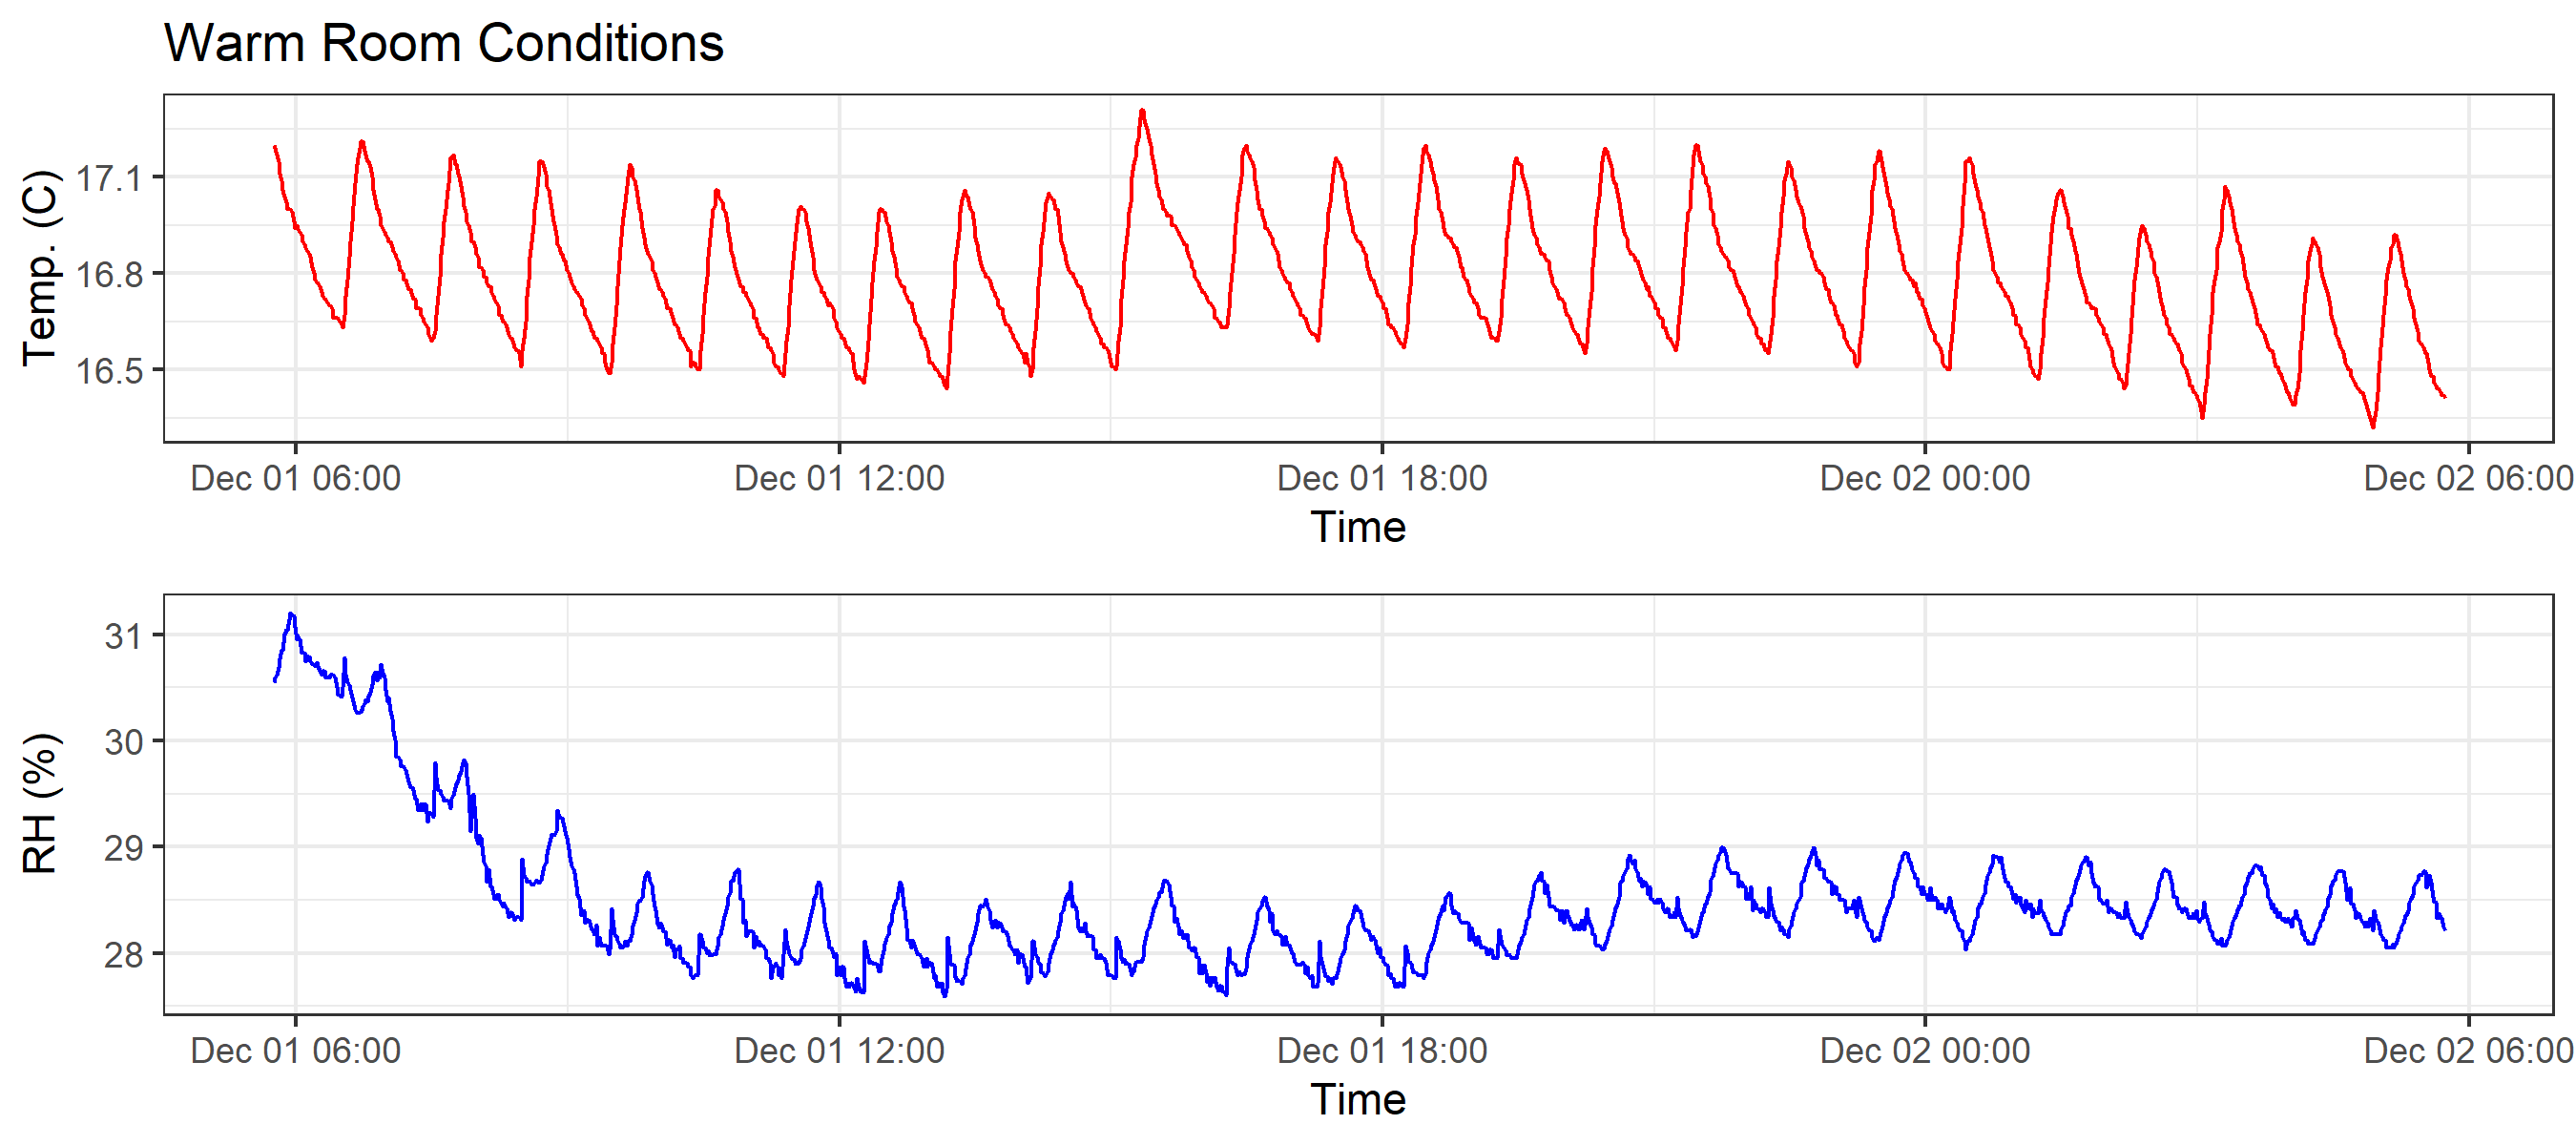 Warm Room Conditions
Temp. (C)
17.1
16.8
16.5
Dec 01 06:00 Dec 01 12:00 Dec 01 18:00 Dec 02 00:00 Dec 02 06:00
Time
RH (%)
31
30
29
28
Dec 01 06:00 Dec 01 12:00 Dec 01 18:00 Dec 02 00:00 Dec 02 06:00
Time